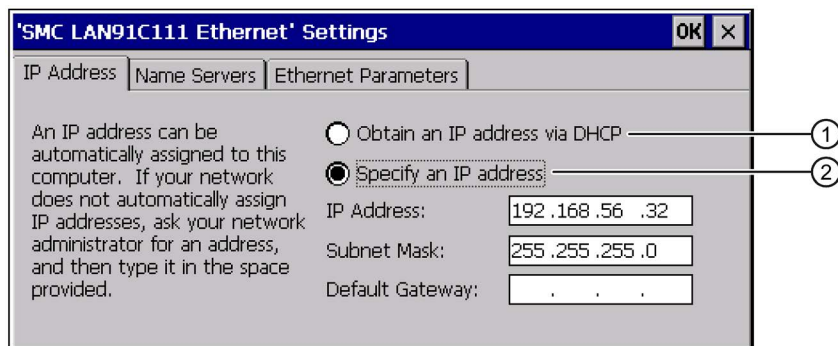 'SMC LAN91C111 Ethernet' Settings OK ×
IP Address Name Servers Ethernet Parameters
An IP address can be
automatically assigned to this
computer. If your network
does not automatically assign
IP addresses, ask your network
administrator for an address,
and then type it in the space
provided.
Obtain an IP address via DHCP 1
Specify an IP address 2
IP Address: 192 .168 .56 .32
Subnet Mask: 255 .255 .255 .0
Default Gateway: . . .